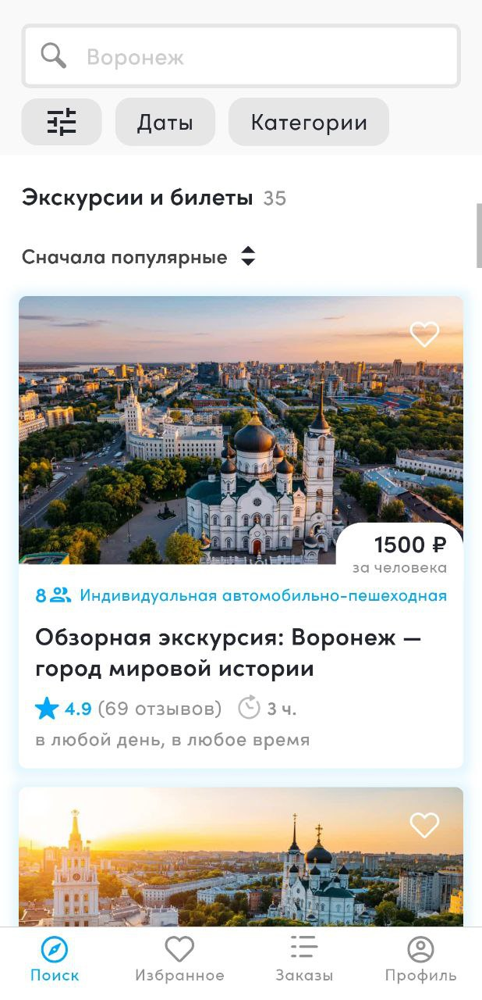 Воронеж
Даты
Категории
Экскурсии и билеты 35
Сначала популярные
1500 ₽
за человека
8 Индивидуальная автомобильно-пешеходная
Обзорная экскурсия: Воронеж —
город мировой истории
4.9 (69 отзывов) 3 ч.
в любой день, в любое время
Поиск
Избранное
Заказы
Профиль